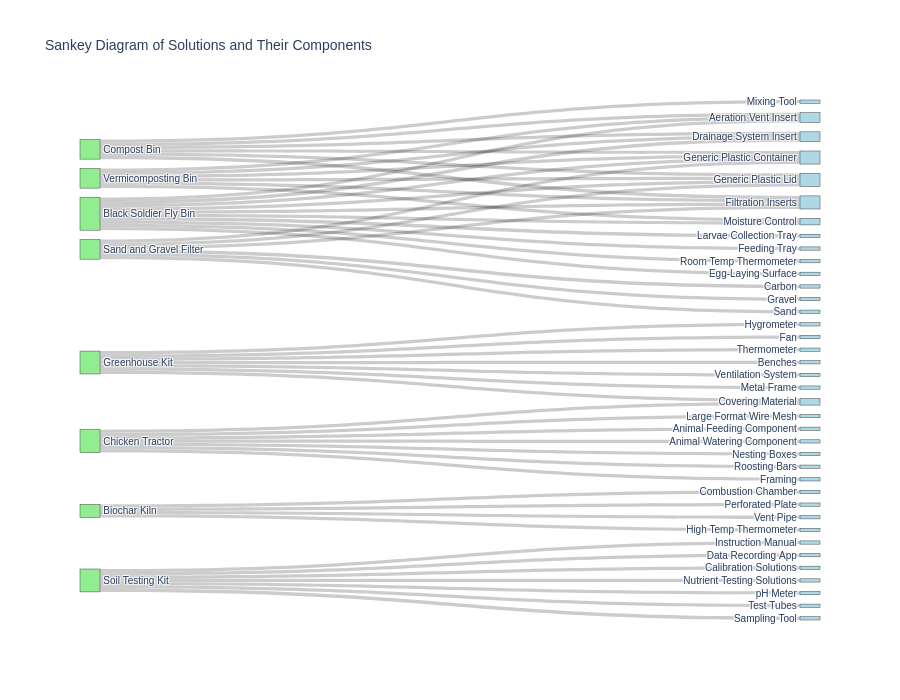 Sankey Diagram of Solutions and Their Components
Compost Bin
Vermicomposting Bin
Black Soldier Fly Bin
Sand and Gravel Filter
Greenhouse Kit
Chicken Tractor
Biochar Kiln
Soil Testing Kit
Mixing Tool
Aeration Vent Insert
Drainage System Insert
Generic Plastic Container
Generic Plastic Lid
Filtration Inserts
Moisture Control
Larvae Collection Tray
Feeding Tray
Room Temp Thermometer
Egg-Laying Surface
Carbon
Gravel
Sand
Hygrometer
Fan
Thermometer
Benches
Ventilation System
Metal Frame
Covering Material
Large Format Wire Mesh
Animal Feeding Component
Animal Watering Component
Nesting Boxes
Roosting Bars
Framing
Combustion Chamber
Perforated Plate
Vent Pipe
High Temp Thermometer
Instruction Manual
Data Recording App
Calibration Solutions
Nutrient Testing Solutions
pH Meter
Test Tubes
Sampling Tool